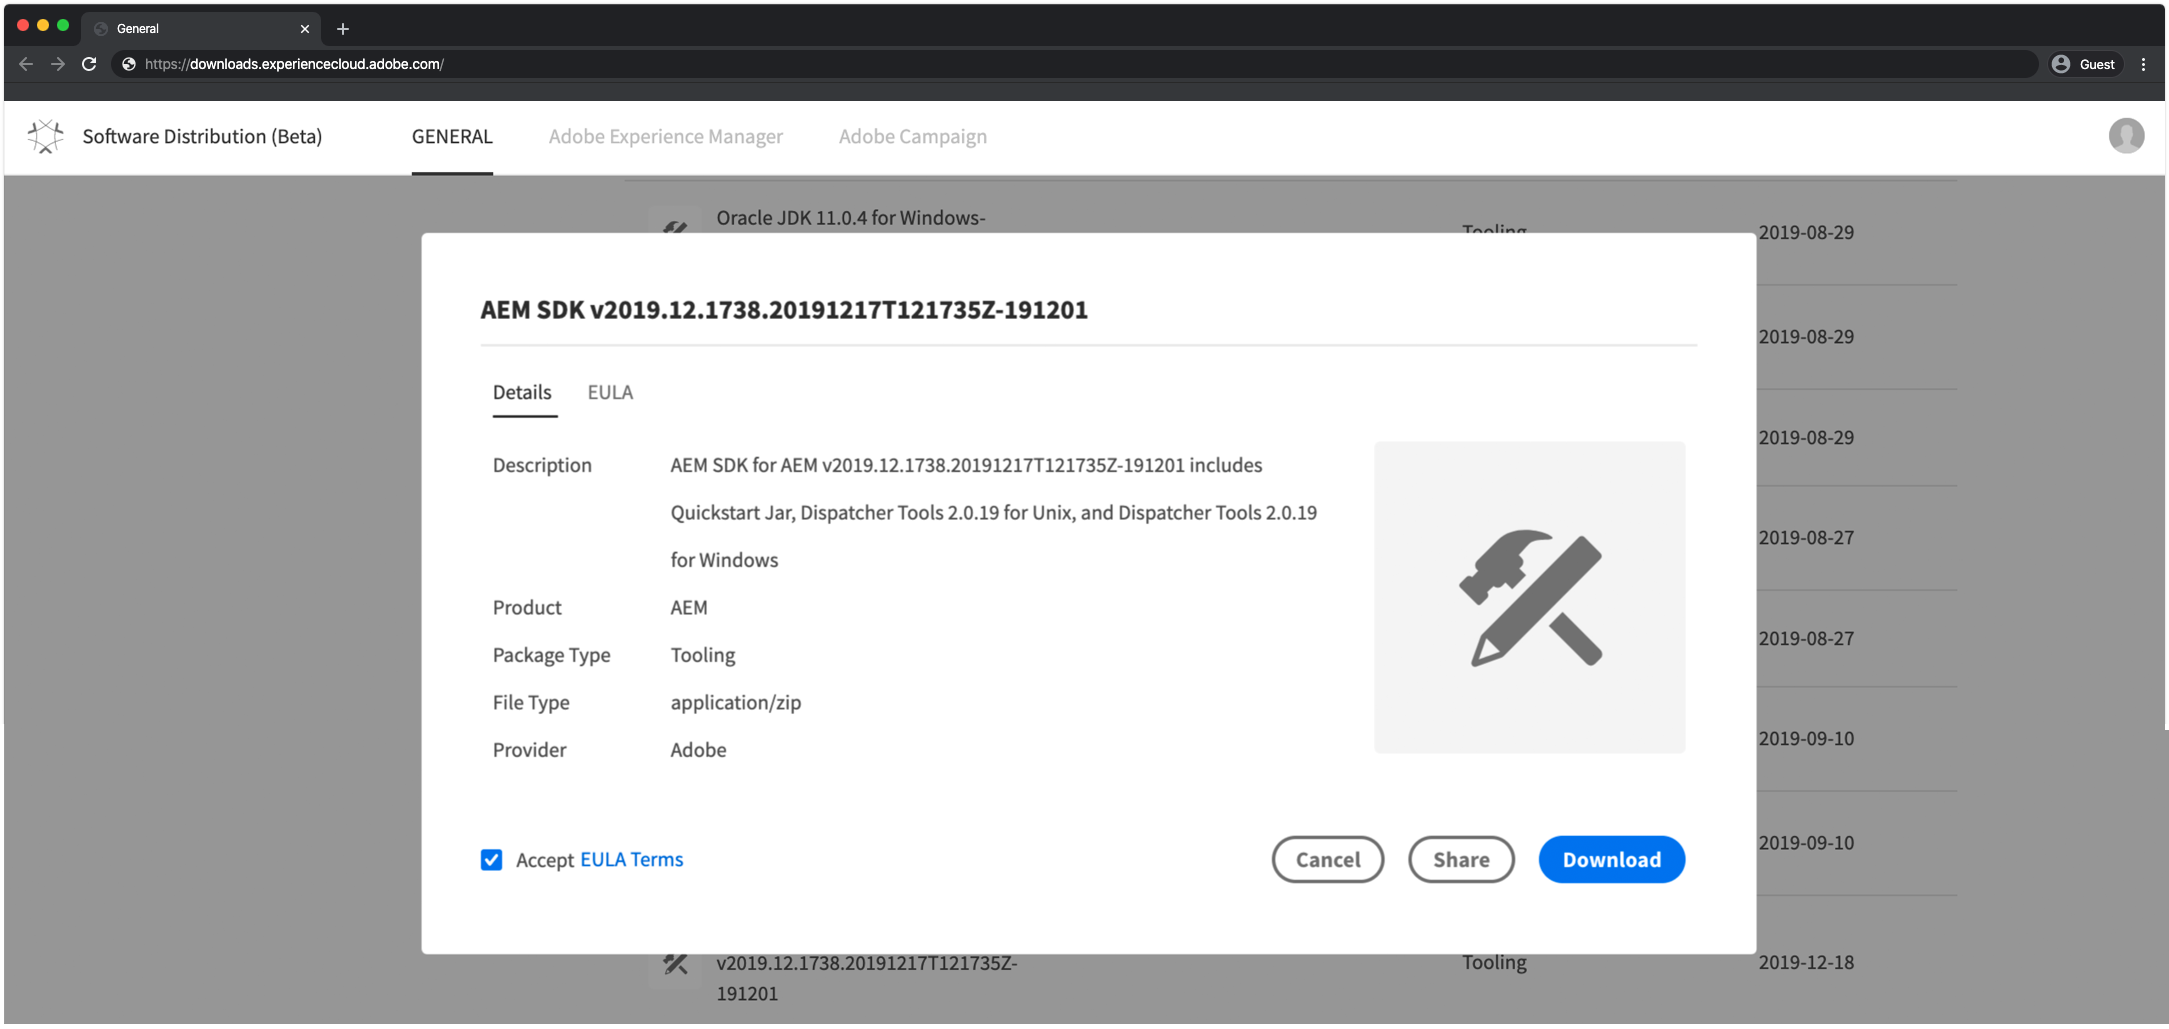 General
https://downloads.experiencecloud.adobe.com/
Guest
Software Distribution (Beta)
GENERAL
Adobe Experience Manager
Adobe Campaign
Oracle JDK 11.0.4 for Windows-
Tooling
2019-08-29
AEM SDK v2019.12.1738.20191217T121735Z-191201
2019-08-29
Details
EULA
2019-08-29
Description
AEM SDK for AEM v2019.12.1738.20191217T121735Z-191201 includes
Quickstart Jar, Dispatcher Tools 2.0.19 for Unix, and Dispatcher Tools 2.0.19
for Windows
2019-08-27
Product
AEM
2019-08-27
Package Type
Tooling
File Type
application/zip
2019-09-10
Provider
Adobe
2019-09-10
Accept EULA Terms
Cancel
Share
Download
v2019.12.1738.20191217T121735Z-
191201
Tooling
2019-12-18